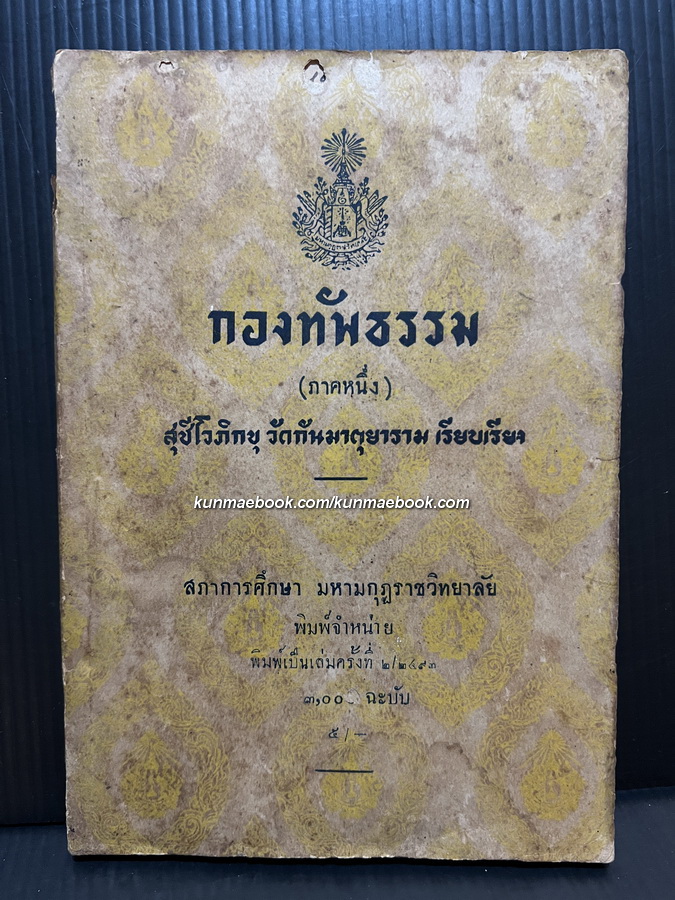 กองทัพธรรม
(ภาคหนึ่ง)
สุชีโวภิกขุ วัดกันมาตุยาราม เรียบเรียง
kunmaebook.com/kunmaebook.com
สภาการศึกษา มหามกุฏราชวิทยาลัย
พิมพ์จำหน่าย
พิมพ์เป็นเล่มครั้งที่ ๒/๒๔๙๓
๓,๐๐๐ ฉะบับ
๕/—